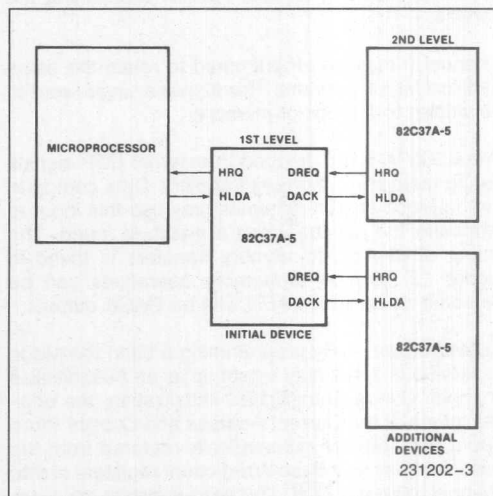 2ND LEVEL
82C37A-5
MICROPROCESSOR
1ST LEVEL
HRQ
DREQ
HRQ
HLDA
DACK
HLDA
82C37A-5
DREQ
HRQ
DACK
HLDA
INITIAL DEVICE
82C37A-5
ADDITIONAL
DEVICES
231202-3